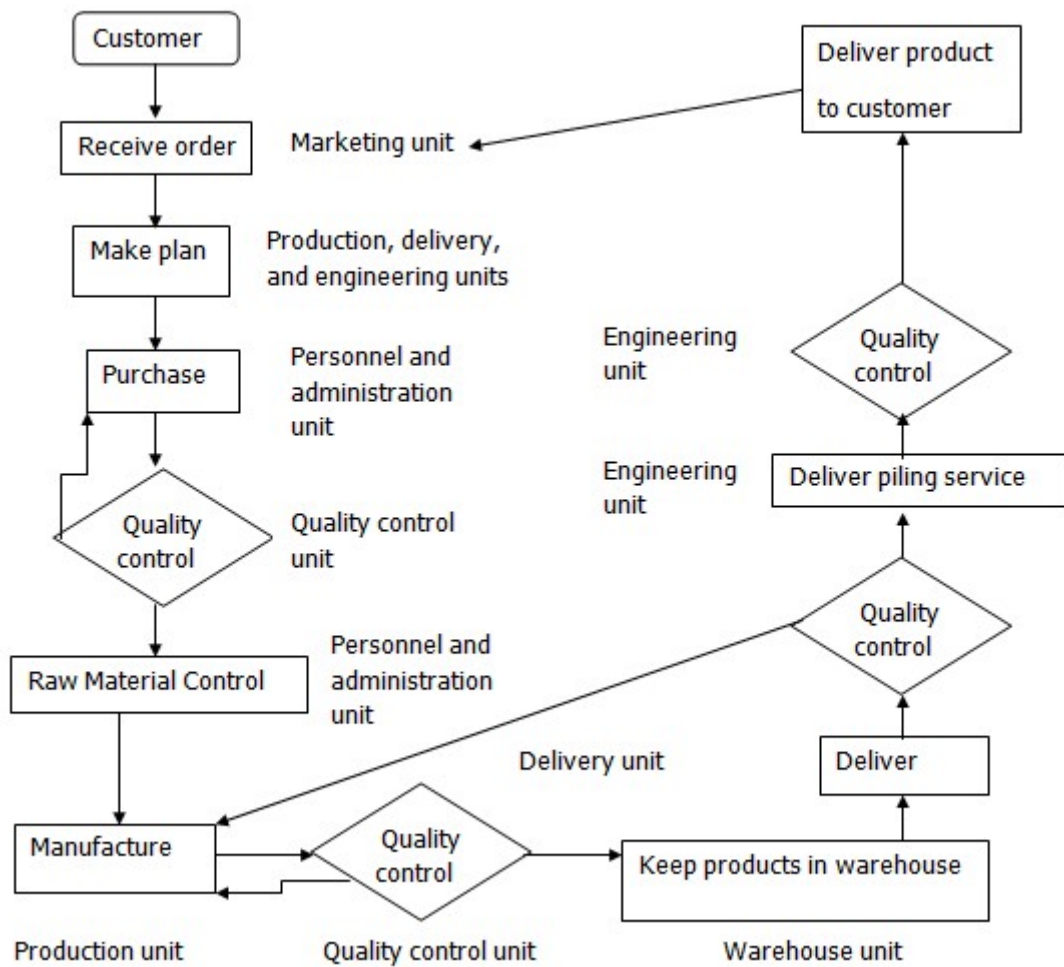 Customer
Receive order
Marketing unit
Make plan
Production, delivery,
and engineering units
Purchase
Personnel and
administration
unit
Quality
control
Quality control
unit
Raw Material Control
Personnel and
administration
unit
Manufacture
Production unit
Quality
control
Quality control unit
Keep products in warehouse
Warehouse unit
Deliver
Delivery unit
Quality
control
Deliver piling service
Engineering
unit
Quality
control
Engineering
unit
Deliver product
to customer